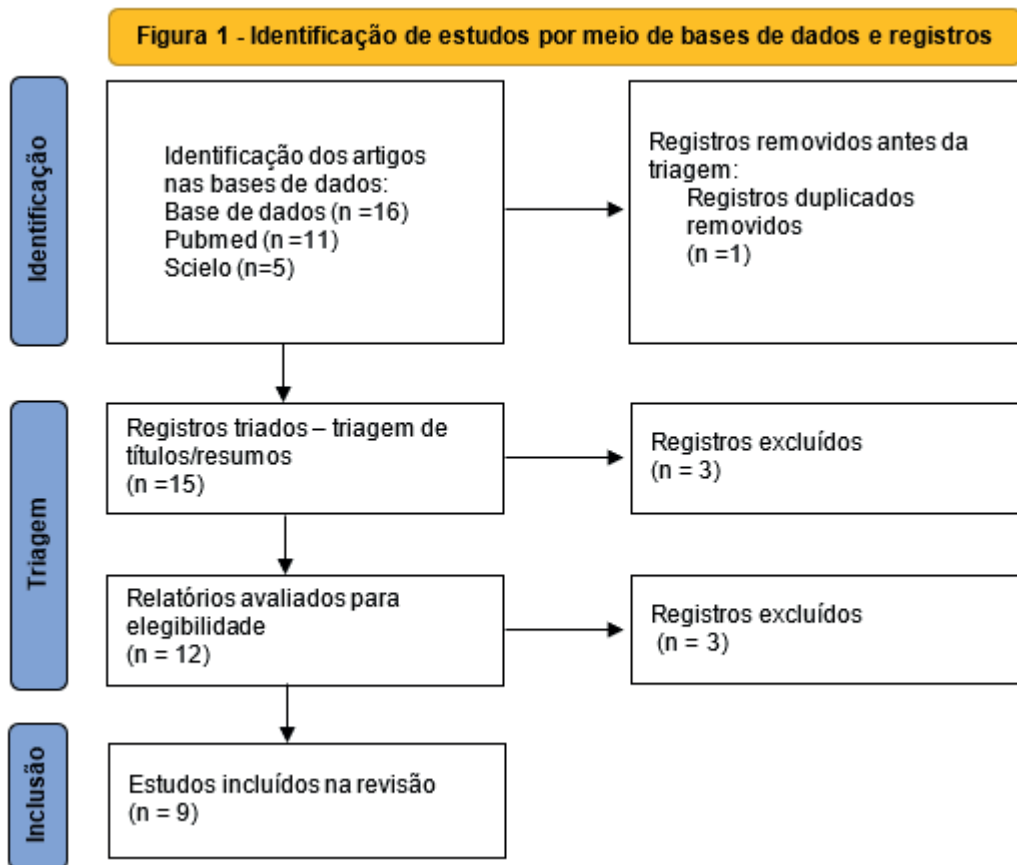 Figura 1 - Identificação de estudos por meio de bases de dados e registros
Identificação
Identificação dos artigos
nas bases de dados:
Base de dados (n =16)
Pubmed (n =11)
Scielo (n=5)
Registros removidos antes da
triagem:
Registros duplicados
removidos
(n =1)
Triagem
Registros triados – triagem de
títulos/resumos
(n =15)
Registros excluídos
(n = 3)
Relatórios avaliados para
elegibilidade
(n = 12)
Registros excluídos
(n = 3)
Inclusão
Estudos incluídos na revisão
(n = 9)